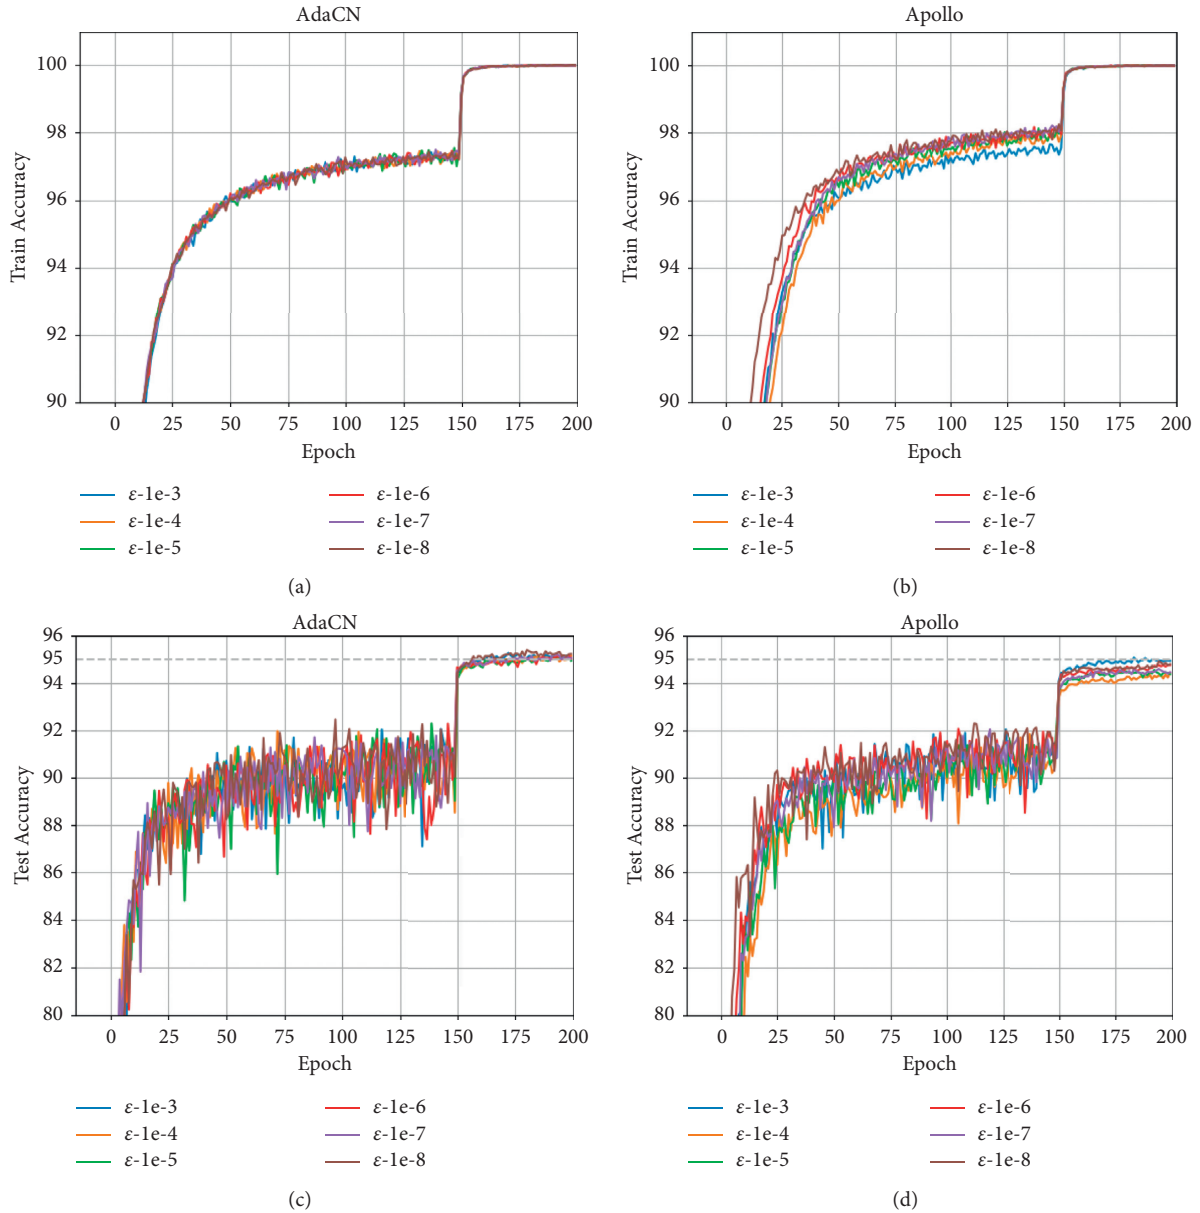 AdaCN
100
98
96
94
92
90
Train Accuracy
0 25 50 75 100 125 150 175 200
Epoch
ε-1e-3 ε-1e-6
ε-1e-4 ε-1e-7
ε-1e-5 ε-1e-8
(a)
Apollo
100
98
96
94
92
90
Train Accuracy
0 25 50 75 100 125 150 175 200
Epoch
ε-1e-3 ε-1e-6
ε-1e-4 ε-1e-7
ε-1e-5 ε-1e-8
(b)
AdaCN
96
95
94
92
90
88
86
84
82
80
Test Accuracy
0 25 50 75 100 125 150 175 200
Epoch
ε-1e-3 ε-1e-6
ε-1e-4 ε-1e-7
ε-1e-5 ε-1e-8
(c)
Apollo
96
95
94
92
90
88
86
84
82
80
Test Accuracy
0 25 50 75 100 125 150 175 200
Epoch
ε-1e-3 ε-1e-6
ε-1e-4 ε-1e-7
ε-1e-5 ε-1e-8
(d)